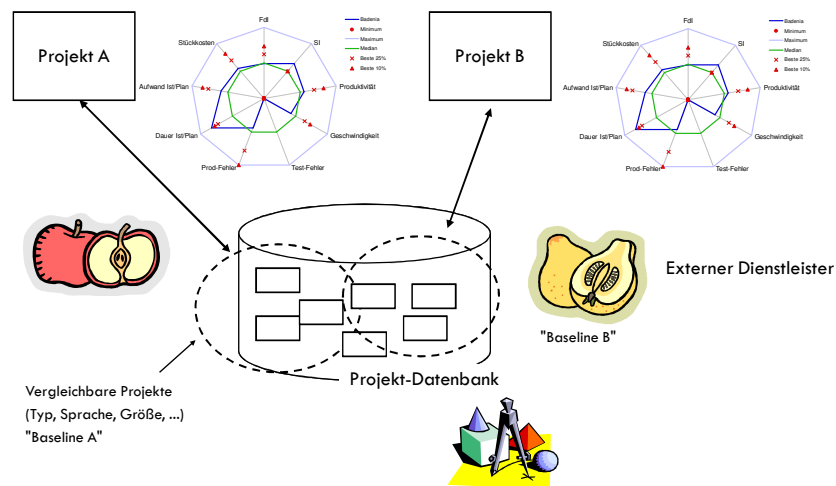 Projekt A
FdI
SI
Produktivität
Geschwindigkeit
Test-Fehler
Prod-Fehler
Dauer Ist/Plan
Aufwand Ist/Plan
Stückkosten
Badenia
Minimum
Maximum
Median
Beste 25%
Beste 10%
Projekt B
FdI
SI
Produktivität
Geschwindigkeit
Test-Fehler
Prod-Fehler
Dauer Ist/Plan
Aufwand Ist/Plan
Stückkosten
Badenia
Minimum
Maximum
Median
Beste 25%
Beste 10%
Externer Dienstleister
"Baseline B"
Projekt-Datenbank
Vergleichbare Projekte
(Typ, Sprache, Größe, ...)
"Baseline A"